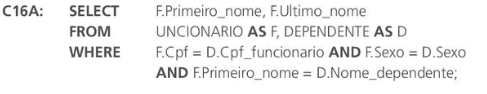 C16A: SELECT F.Primeiro_nome, F.Ultimo_nome
FROM UNCIONARIO AS F, DEPENDENTE AS D
WHERE F.Cpf = D.Cpf_funcionario AND F.Sexo = D.Sexo
AND F.Primeiro_nome = D.Nome_dependente;